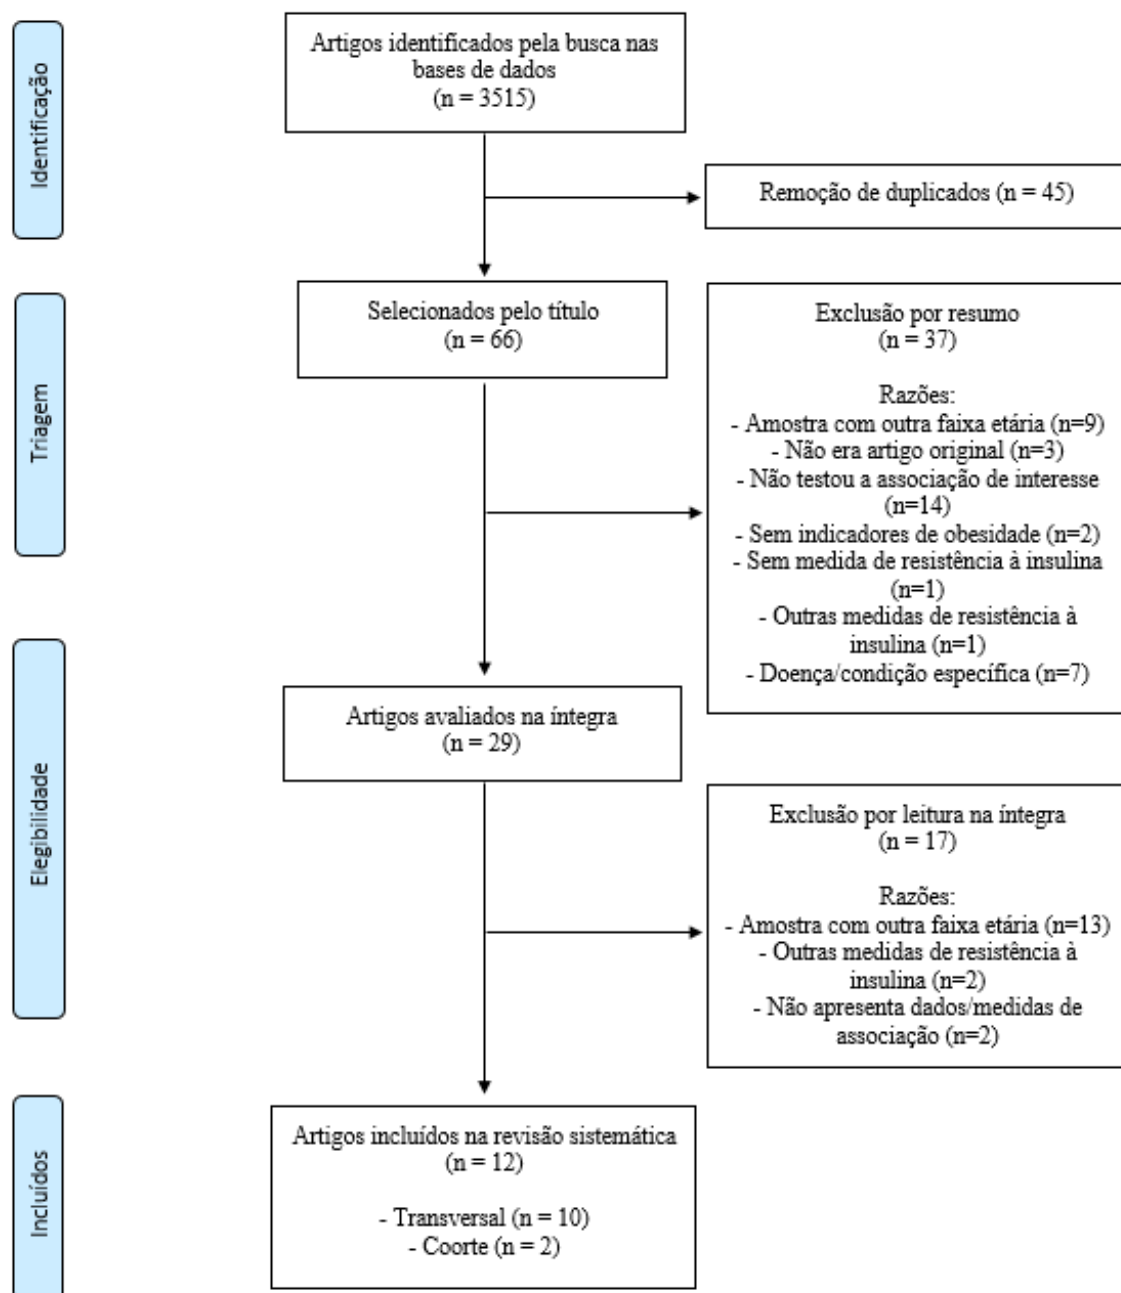 Identificação
Artigos identificados pela busca nas
bases de dados
(n = 3515)
Remoção de duplicados (n = 45)
Triagem
Selecionados pelo título
(n = 66)
Exclusão por resumo
(n = 37)
Razões:
- Amostra com outra faixa etária (n=9)
- Não era artigo original (n=3)
- Não testou a associação de interesse
(n=14)
- Sem indicadores de obesidade (n=2)
- Sem medida de resistência à insulina
(n=1)
- Outras medidas de resistência à
insulina (n=1)
- Doença/condição específica (n=7)
Elegibilidade
Artigos avaliados na íntegra
(n = 29)
Exclusão por leitura na íntegra
(n = 17)
Razões:
- Amostra com outra faixa etária (n=13)
- Outras medidas de resistência à
insulina (n=2)
- Não apresenta dados/medidas de
associação (n=2)
Incluídos
Artigos incluídos na revisão sistemática
(n = 12)
- Transversal (n = 10)
- Coorte (n = 2)